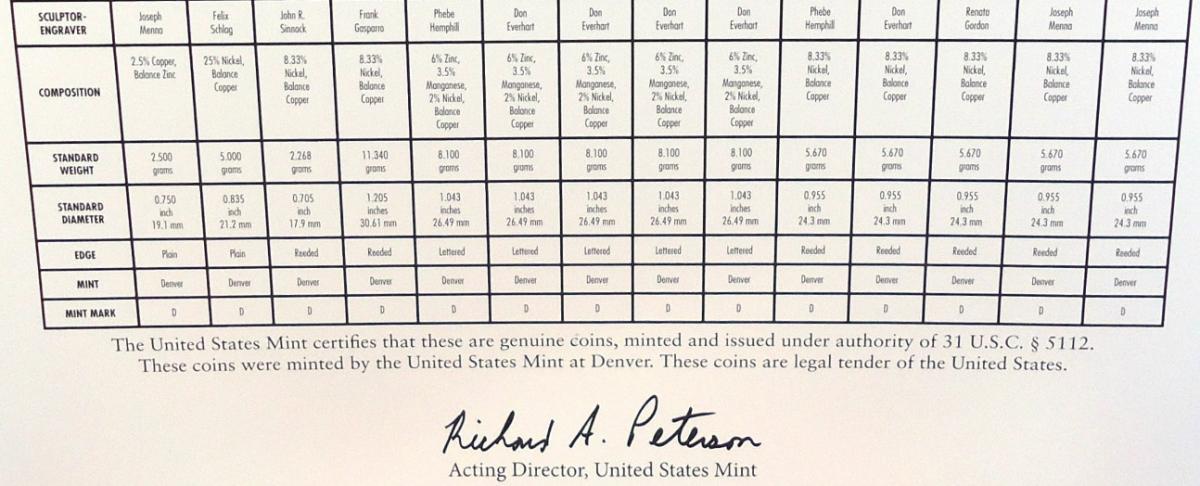 SCULPTOR- Joseph Felix John R. Frank Phebe Don Don Don Don Phebe Don Renata Joseph Joseph
ENGRAVER Menna Schlag Sinnock Gasparro Hemphill Everhart Everhart Everhart Everhart Hemphill Everhart Gordon Menna Menna
COMPOSITION 2.5% Copper, 25% Nickel, 8.33% 8.33% 6% Zinc, 6% Zinc, 6% Zinc, 6% Zinc, 6% Zinc, 8.33% 8.33% 8.33% 8.33% 8.33%
Balance Zinc Balance Nickel, Nickel, 3.5% 3.5% 3.5% 3.5% 3.5% Nickel, Nickel, Nickel, Nickel, Nickel,
Copper Balance Balance Manganese, Manganese, Manganese, Manganese, Manganese, Balance Balance Balance Balance Balance
Copper Copper 2% Nickel, 2% Nickel, 2% Nickel, 2% Nickel, 2% Nickel, Copper Copper Copper Copper Copper
Balance Balance Balance Balance Balance
Copper Copper Copper Copper Copper
STANDARD 2.500 5.000 2.268 11.340 8.100 8.100 8.100 8.100 8.100 5.670 5.670 5.670 5.670 5.670
WEIGHT grams grams grams grams grams grams grams grams grams grams grams grams grams grams
STANDARD 0.750 0.835 0.705 1.205 1.043 1.043 1.043 1.043 1.043 0.955 0.955 0.955 0.955 0.955
DIAMETER inch inch inch inches inches inches inches inches inches inch inch inch inch inch
19.1 mm 21.2 mm 17.9 mm 30.61 mm 26.49 mm 26.49 mm 26.49 mm 26.49 mm 26.49 mm 24.3 mm 24.3 mm 24.3 mm 24.3 mm 24.3 mm
EDGE Plain Plain Reeded Reeded Lettered Lettered Lettered Lettered Lettered Reeded Reeded Reeded Reeded Reeded
MINT Denver Denver Denver Denver Denver Denver Denver Denver Denver Denver Denver Denver Denver Denver
MINT MARK D D D D D D D D D D D D D D
The United States Mint certifies that these are genuine coins, minted and issued under authority of 31 U.S.C. § 5112.
These coins were minted by the United States Mint at Denver. These coins are legal tender of the United States.
Richard A. Peterson
Acting Director, United States Mint